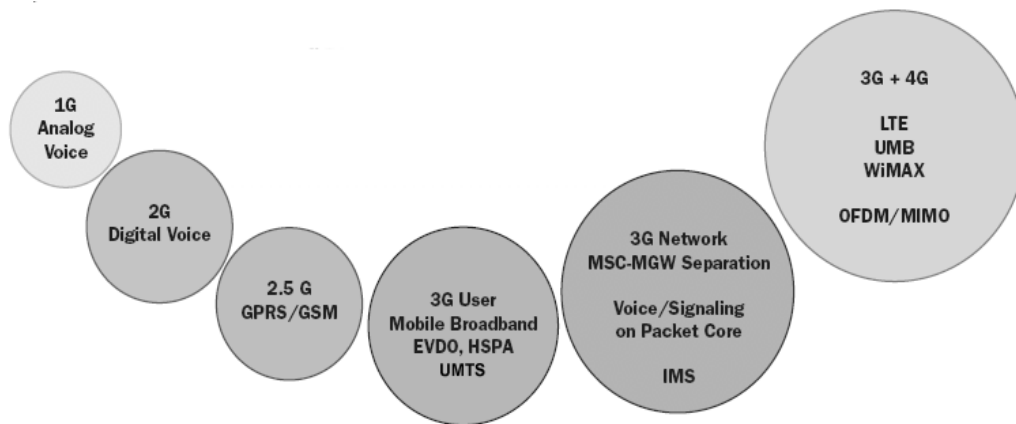 1G
Analog
Voice
2G
Digital Voice
2.5 G
GPRS/GSM
3G User
Mobile Broadband
EVDO, HSPA
UMTS
3G Network
MSC-MGW Separation
Voice/Signaling
on Packet Core
IMS
3G + 4G
LTE
UMB
WiMAX
OFDM/MIMO